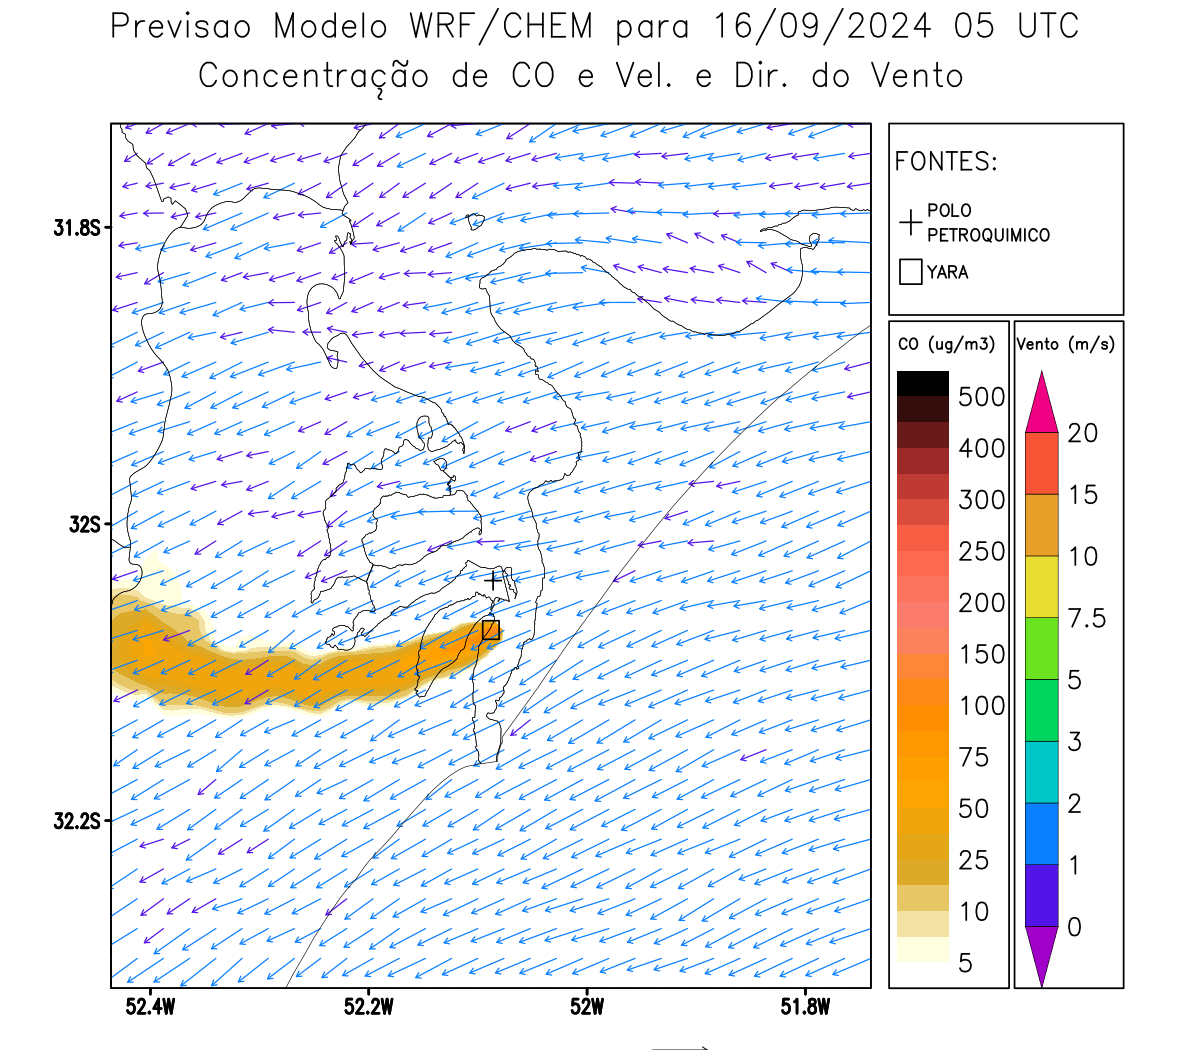 Previsao Modelo WRF/CHEM para 16/09/2024 05 UTC
Concentração de CO e Vel. e Dir. do Vento
FONTES:
POLO
PETROQUIMICO
YARA
CO (ug/m3)
500
400
300
250
200
150
100
75
50
25
10
5
Vento (m/s)
20
15
10
7.5
5
3
2
1
0
31.8S
32S
32.2S
52.4W
52.2W
52W
51.8W